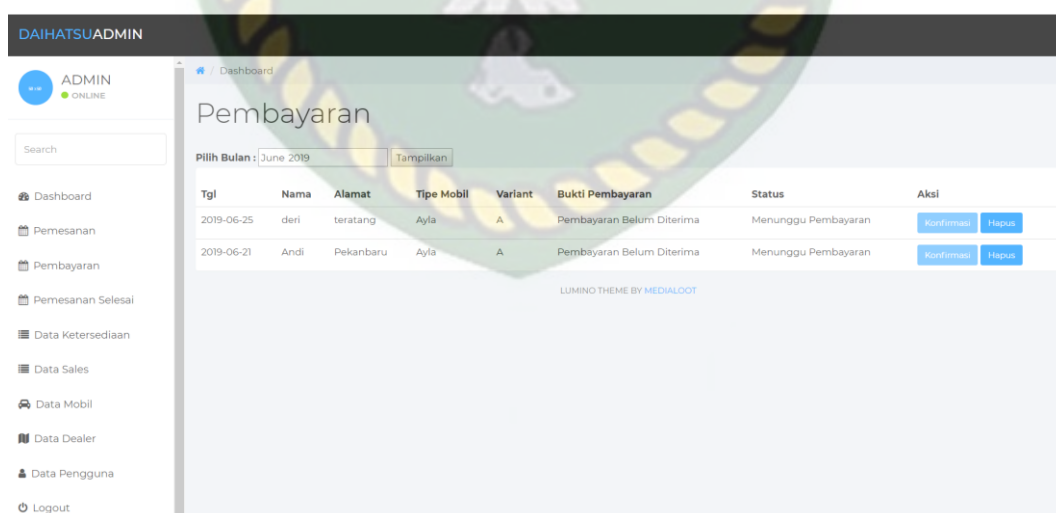 DAIHATSUADMIN
ADMIN
ONLINE
Search
Dashboard
Pemesanan
Pembayaran
Pemesanan Selesai
Data Ketersediaan
Data Sales
Data Mobil
Data Dealer
Data Pengguna
Logout
/ Dashboard
Pembayaran
Pilih Bulan : June 2019 Tampilkan
Tgl Nama Alamat Tipe Mobil Variant Bukti Pembayaran Status Aksi
2019-06-25 deri teratang Ayla A Pembayaran Belum Diterima Menunggu Pembayaran Konfirmasi Hapus
2019-06-21 Andi Pekanbaru Ayla A Pembayaran Belum Diterima Menunggu Pembayaran Konfirmasi Hapus
LUMINO THEME BY MEDIALOOT